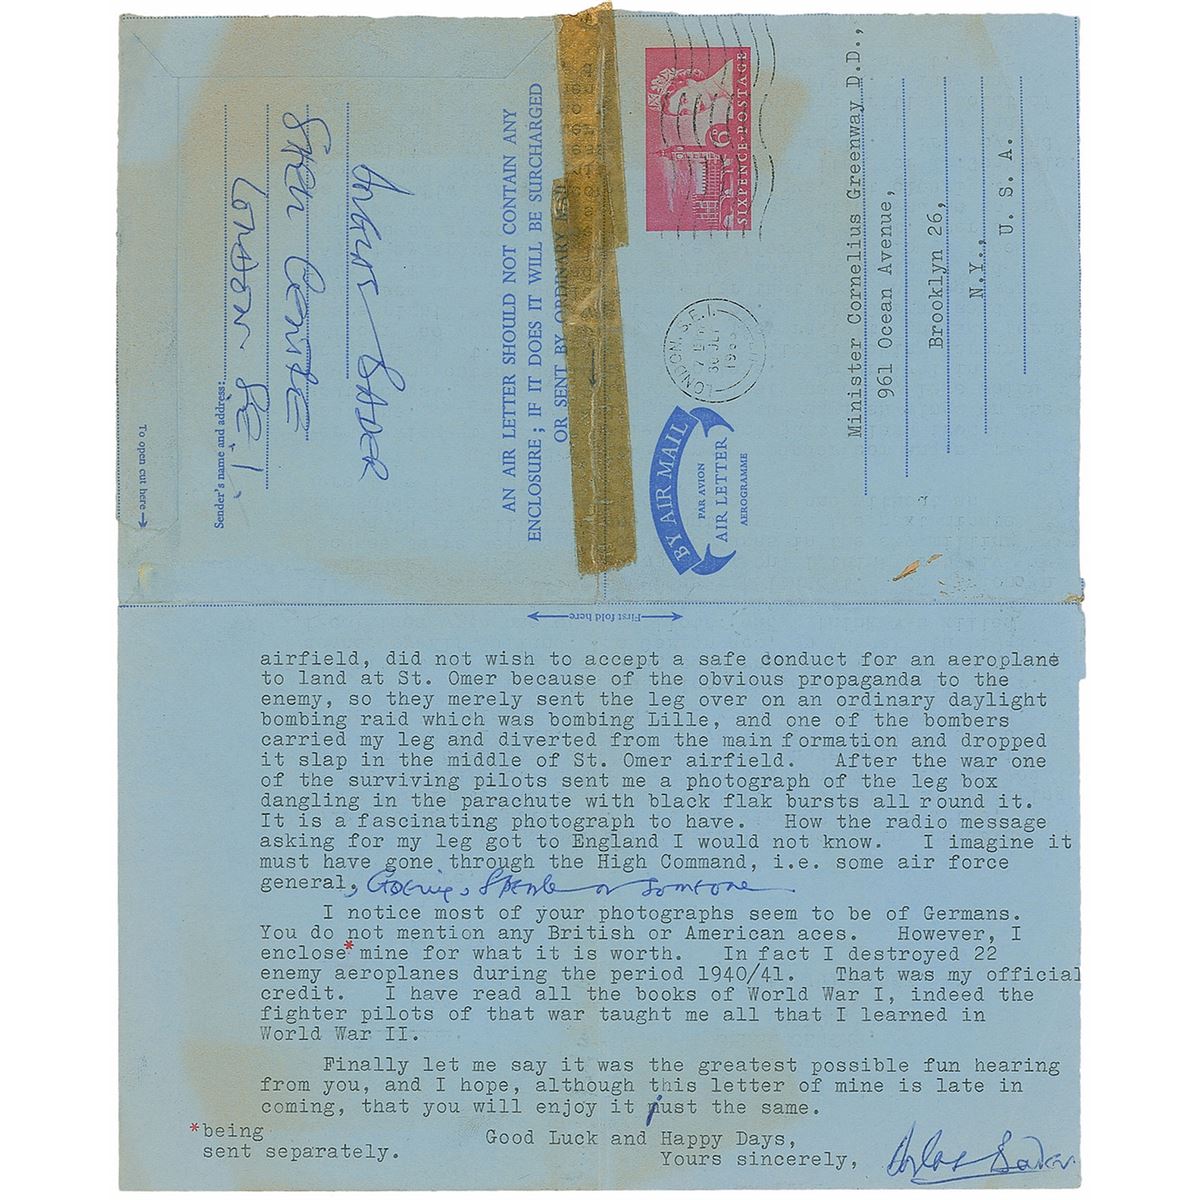 To open cut here
Sender's name and address:
Shell Centre
London. S.E.1.
AN AIR LETTER SHOULD NOT CONTAIN ANY
ENCLOSURE; IF IT DOES IT WILL BE SURCHARGED
OR SENT BY ORDINARY
SIXPENCE·POSTAGE
6D
LONDON. S.E.1.
BY AIR MAIL
PAR AVION
AIR LETTER
AEROGRAMME
Minister Cornelius Greenway D.D.,
961 Ocean Avenue,
Brooklyn 26,
N.Y.,
U. S. A.
First fold here
airfield, did not wish to accept a safe conduct for an aeroplane
to land at St. Omer because of the obvious propaganda to the
enemy, so they merely sent the leg over on an ordinary daylight
bombing raid which was bombing Lille, and one of the bombers
carried my leg and diverted from the main formation and dropped
it slap in the middle of St. Omer airfield. After the war one
of the surviving pilots sent me a photograph of the leg box
dangling in the parachute with black flak bursts all round it.
It is a fascinating photograph to have. How the radio message
asking for my leg got to England I would not know. I imagine it
must have gone through the High Command, i.e. some air force
general, Goering, Sperrle or someone
I notice most of your photographs seem to be of Germans.
You do not mention any British or American aces. However, I
enclose* mine for what it is worth. In fact I destroyed 22
enemy aeroplanes during the period 1940/41. That was my official
credit. I have read all the books of World War I, indeed the
fighter pilots of that war taught me all that I learned in
World War II.
Finally let me say it was the greatest possible fun hearing
from you, and I hope, although this letter of mine is late in
coming, that you will enjoy it just the same.
*being
sent separately.
Good Luck and Happy Days,
Yours sincerely,
Douglas Bader